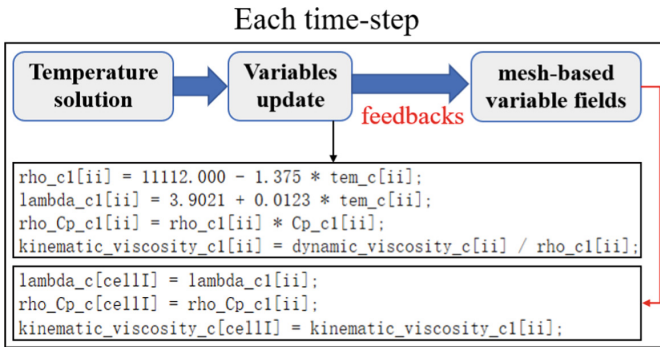 Each time-step
Temperature
solution
Variables
update
feedbacks
mesh-based
variable fields
rho_c1[ii] = 11112.000 - 1.375 * tem_c[ii];
lambda_c1[ii] = 3.9021 + 0.0123 * tem_c[ii];
rho_Cp_c1[ii] = rho_c1[ii] * Cp_c1[ii];
kinematic_viscosity_c1[ii] = dynamic_viscosity_c[ii] / rho_c1[ii];
lambda_c[cellI] = lambda_c1[ii];
rho_Cp_c[cellI] = rho_Cp_c1[ii];
kinematic_viscosity_c[cellI] = kinematic_viscosity_c1[ii];